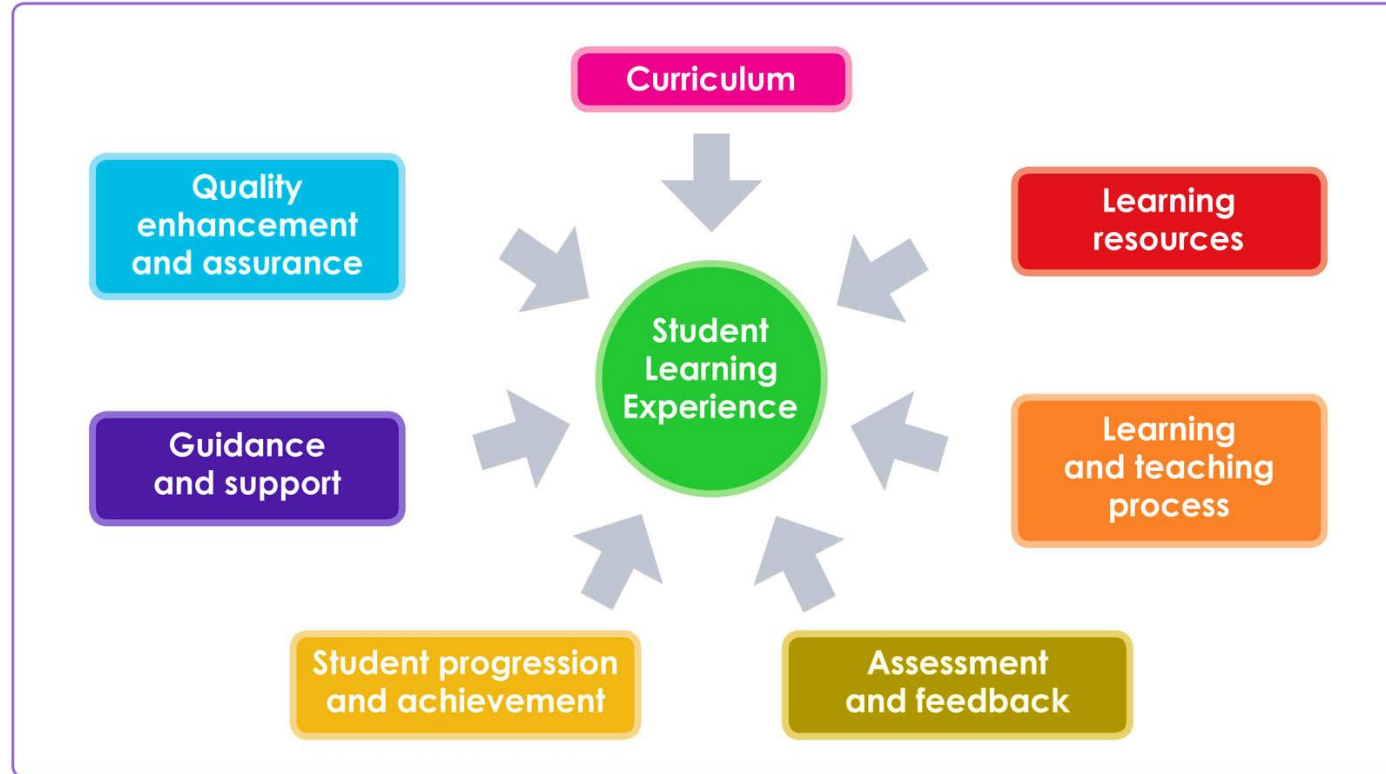 Curriculum
Quality
enhancement
and assurance
Learning
resources
Student
Learning
Experience
Guidance
and support
Learning
and teaching
process
Student progression
and achievement
Assessment
and feedback